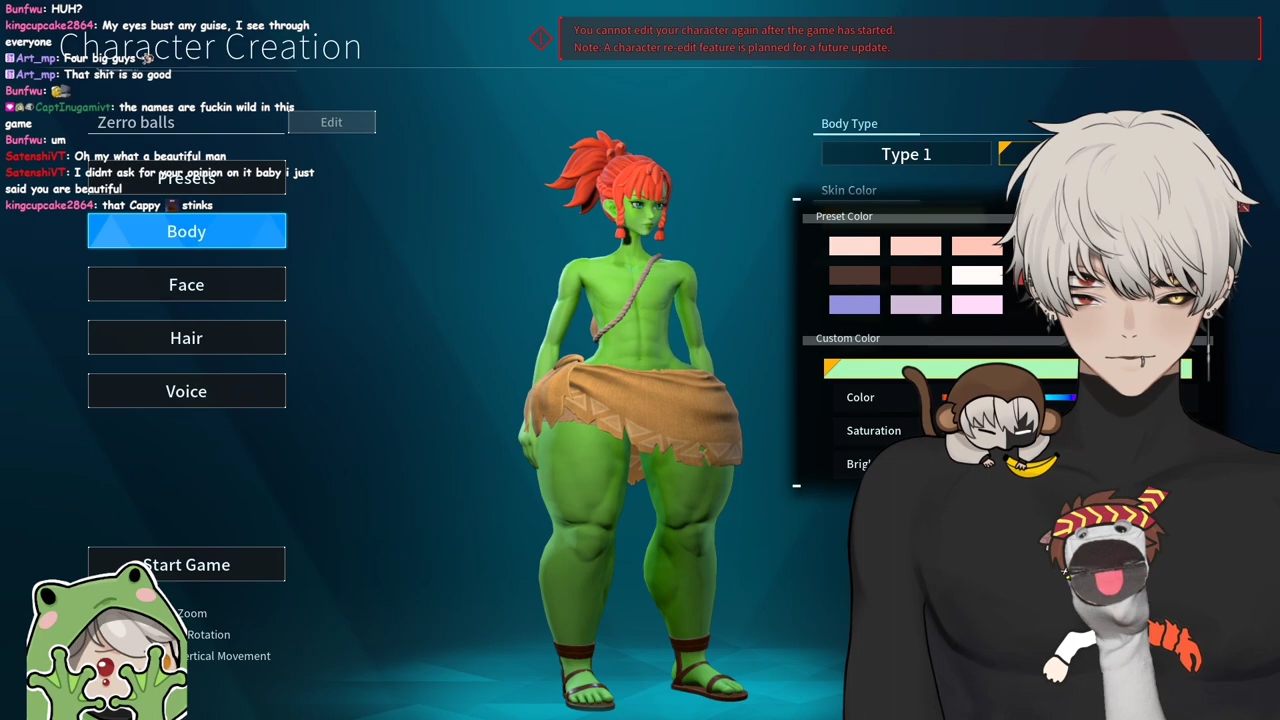 Bunfwu: HUH?
kingcupcake2864: My eyes bust any guise, I see through
everyone
Character Creation
Art_mp: Four big guys
Art_mp: That shit is so good
Bunfwu:
CaptInugamivt: the names are fuckin wild in this
game
Zerro balls
Edit
Bunfwu: um
SatenshiVT: Oh my what a beautiful man
SatenshiVT: I didnt ask for your opinion on it baby i just
said you are beautiful
Presets
kingcupcake2864: that Cappy stinks
Body
Face
Hair
Voice
Start Game
Zoom
Rotation
ertical Movement
You cannot edit your character again after the game has started.
Note: A character re-edit feature is planned for a future update.
Body Type
Type 1
Skin Color
Preset Color
Custom Color
Color
Saturation
Brig